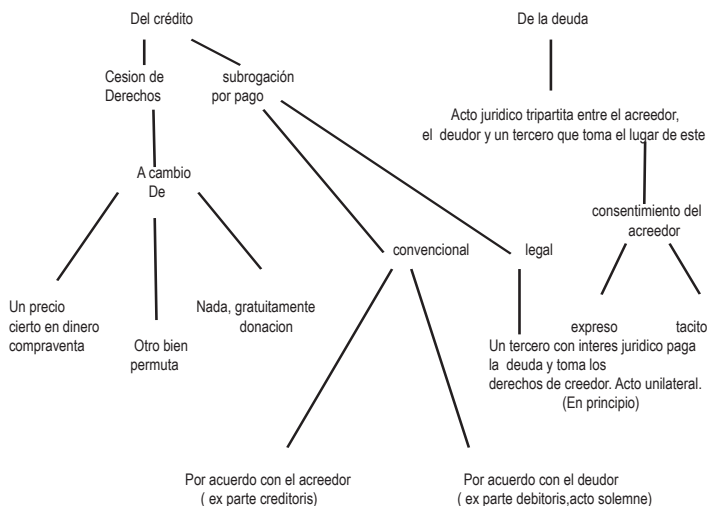 Del crédito
De la deuda
Cesion de
Derechos
subrogación
por pago
Acto juridico tripartita entre el acreedor,
el deudor y un tercero que toma el lugar de este
A cambio
De
consentimiento del
acreedor
convencional
legal
Un precio
cierto en dinero
compraventa
Otro bien
permuta
Nada, gratuitamente
donacion
expreso
tacito
Un tercero con interes juridico paga
la deuda y toma los
derechos de creedor. Acto unilateral.
(En principio)
Por acuerdo con el acreedor
( ex parte creditoris)
Por acuerdo con el deudor
( ex parte debitoris,acto solemne)